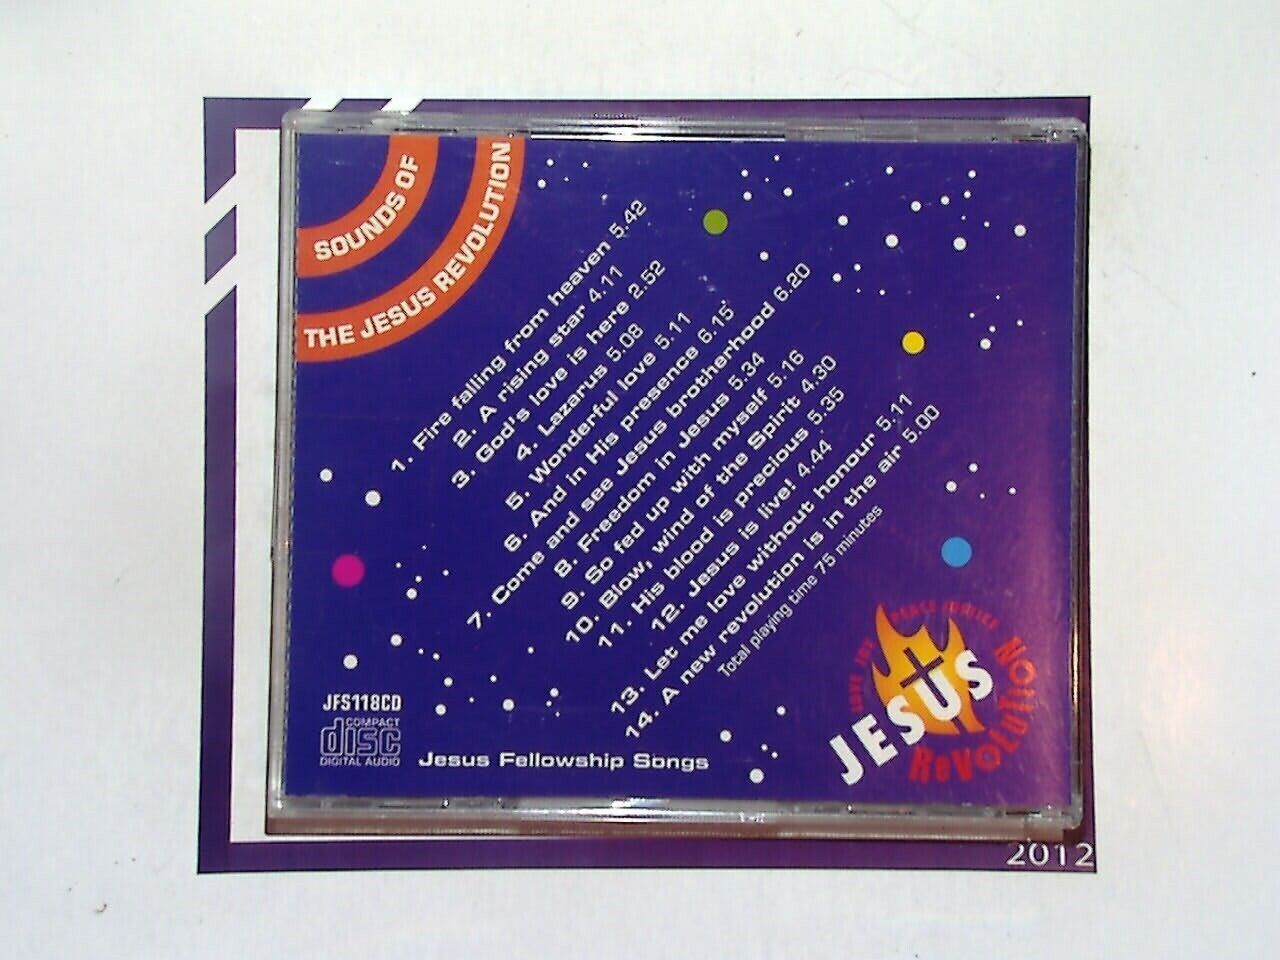 SOUNDS OF
THE JESUS REVOLUTION
1. Fire falling from heaven 5.42
2. A rising star 4.11
3. God's love is here 2.52
4. Lazarus 5.08
5. Wonderful love 5.11
6. And in His presence 6.15
7. Come and see Jesus brotherhood 6.20
8. Freedom in Jesus 5.34
9. So fed up with myself 5.16
10. Blow, wind of the Spirit 4.30
11. His blood is precious 5.35
12. Jesus is live! 4.44
13. Let me love without honour 5.11
14. A new revolution is in the air 5.00
Total playing time 75 minutes
JFS118CD
COMPACT
disc
DIGITAL AUDIO
Jesus Fellowship Songs
LOVE JOY PEACE JUSTICE
JESUS
ReVOLUTION
2012